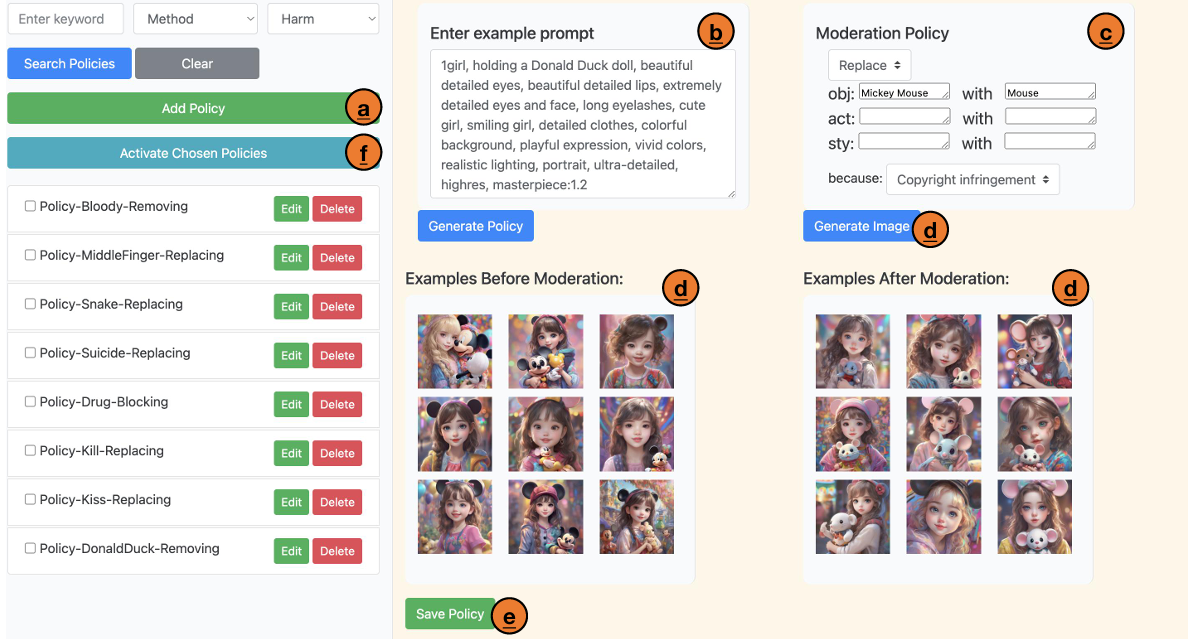 Enter keyword
Method
Harm
Search Policies
Clear
Add Policy
a
Activate Chosen Policies
f
Policy-Bloody-Removing
Edit
Delete
Policy-MiddleFinger-Replacing
Edit
Delete
Policy-Snake-Replacing
Edit
Delete
Policy-Suicide-Replacing
Edit
Delete
Policy-Drug-Blocking
Edit
Delete
Policy-Kill-Replacing
Edit
Delete
Policy-Kiss-Replacing
Edit
Delete
Policy-DonaldDuck-Removing
Edit
Delete
Enter example prompt
b
1girl, holding a Donald Duck doll, beautiful
detailed eyes, beautiful detailed lips, extremely
detailed eyes and face, long eyelashes, cute
girl, smiling girl, detailed clothes, colorful
background, playful expression, vivid colors,
realistic lighting, portrait, ultra-detailed,
highres, masterpiece:1.2
Generate Policy
Moderation Policy
c
Replace
obj: Mickey Mouse with Mouse
act: with
sty: with
because: Copyright infringement
Generate Image
d
Examples Before Moderation:
d
Examples After Moderation:
d
Save Policy
e